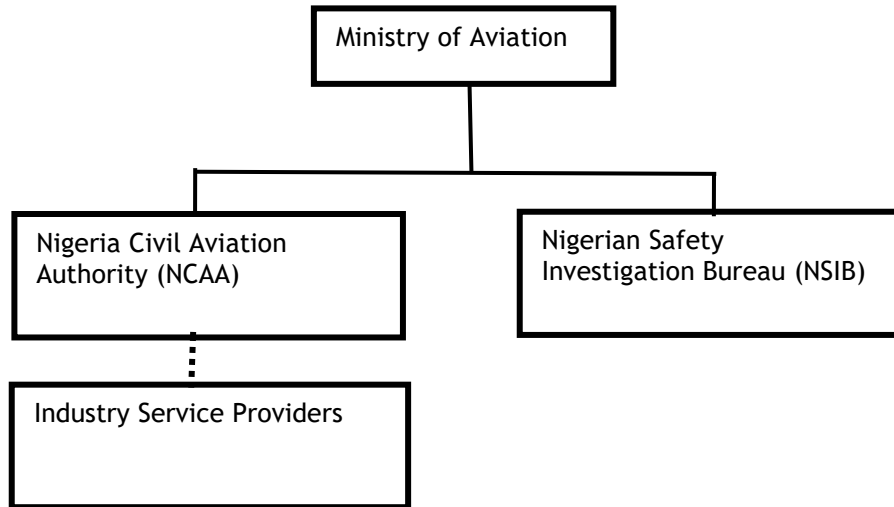 Ministry of Aviation
Nigeria Civil Aviation
Authority (NCAA)
Nigerian Safety
Investigation Bureau (NSIB)
Industry Service Providers